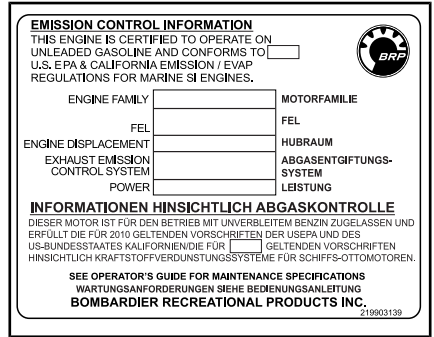 EMISSION CONTROL INFORMATION
THIS ENGINE IS CERTIFIED TO OPERATE ON
UNLEADED GASOLINE AND CONFORMS TO
U.S. EPA & CALIFORNIA EMISSION / EVAP
REGULATIONS FOR MARINE SI ENGINES.
BRP
ENGINE FAMILY MOTORFAMILIE
FEL FEL
ENGINE DISPLACEMENT HUBRAUM
EXHAUST EMISSION ABGASENTGIFTUNGS-
CONTROL SYSTEM SYSTEM
POWER LEISTUNG
INFORMATIONEN HINSICHTLICH ABGASKONTROLLE
DIESER MOTOR IST FÜR DEN BETRIEB MIT UNVERBLEITEM BENZIN ZUGELASSEN UND
ERFÜLLT DIE FÜR 2010 GELTENDEN VORSCHRIFTEN DER USEPA UND DES
US-BUNDESSTAATES KALIFORNIEN/DIE FÜR GELTENDEN VORSCHRIFTEN
HINSICHTLICH KRAFTSTOFFVERDUNSTUNGSSYSTEME FÜR SCHIFFS-OTTOMOTOREN.
SEE OPERATOR'S GUIDE FOR MAINTENANCE SPECIFICATIONS
WARTUNGSANFORDERUNGEN SIEHE BEDIENUNGSANLEITUNG
BOMBARDIER RECREATIONAL PRODUCTS INC.
219903139